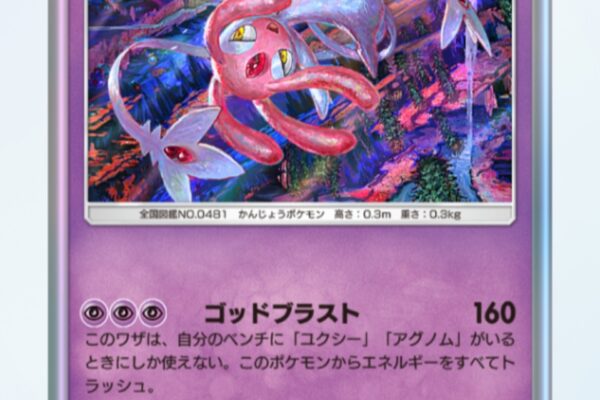 全国図鑑NO.0481 かんじょうポケモン 高さ:0.3m 重さ:0.3kg
ゴッドブラスト 160
このワザは、自分のベンチに「ユクシー」「アグノム」がいる
ときにしか使えない。このポケモンからエネルギーをすべてト
ラッシュ。